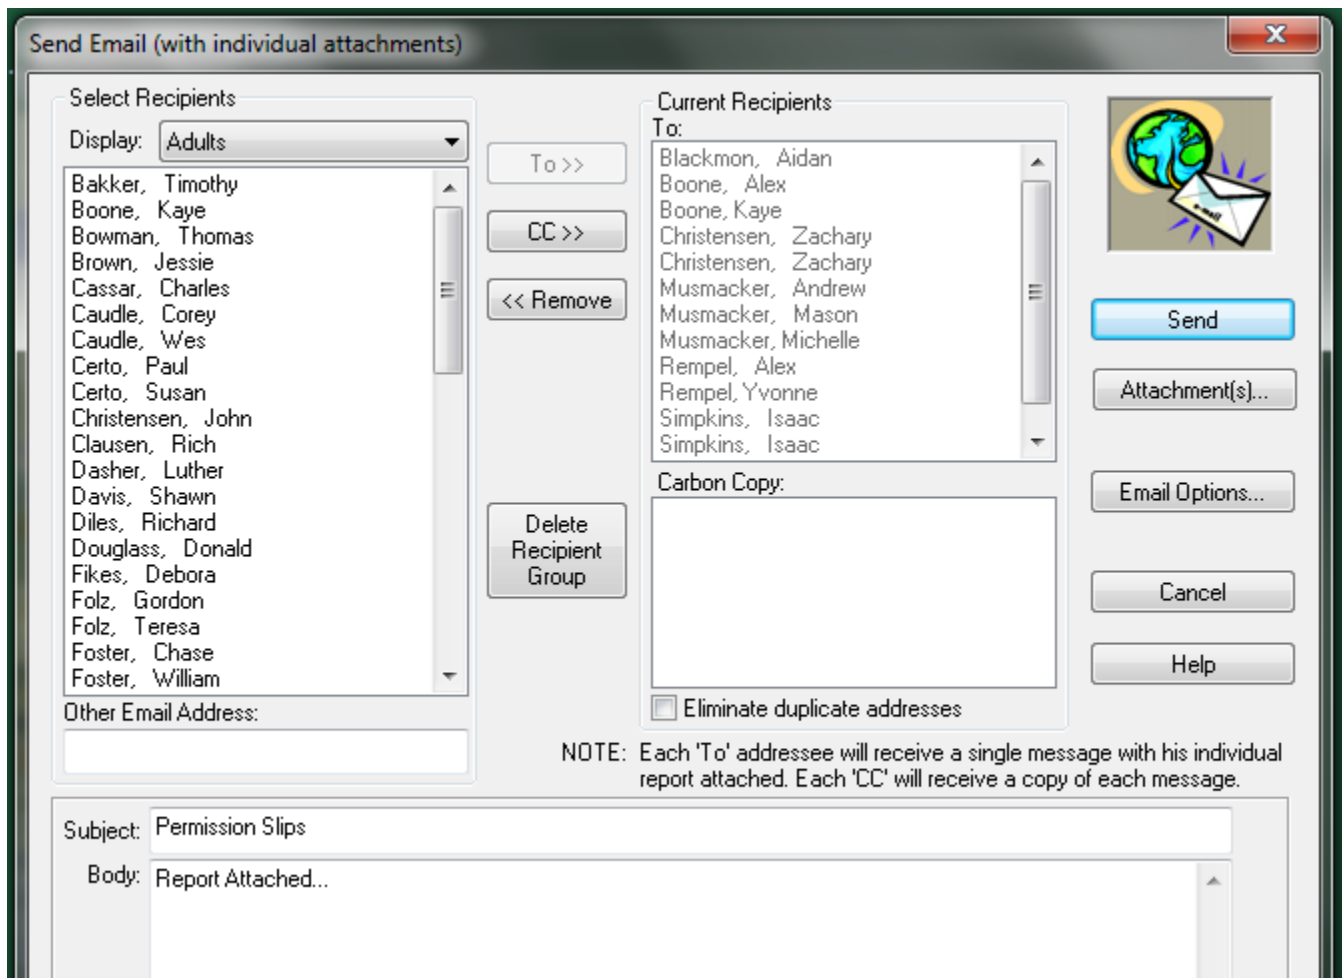 Send Email (with individual attachments)
x
Select Recipients
Display: Adults
Bakker, Timothy
Boone, Kaye
Bowman, Thomas
Brown, Jessie
Cassar, Charles
Caudle, Corey
Caudle, Wes
Certo, Paul
Certo, Susan
Christensen, John
Clausen, Rich
Dasher, Luther
Davis, Shawn
Diles, Richard
Douglass, Donald
Fikes, Debora
Folz, Gordon
Folz, Teresa
Foster, Chase
Foster, William
Other Email Address:
To >>
CC >>
<< Remove
Delete
Recipient
Group
Current Recipients
To:
Blackmon, Aidan
Boone, Alex
Boone, Kaye
Christensen, Zachary
Christensen, Zachary
Musmacker, Andrew
Musmacker, Mason
Musmacker, Michelle
Rempel, Alex
Rempel, Yvonne
Simpkins, Isaac
Simpkins, Isaac
Carbon Copy:
Eliminate duplicate addresses
e-mail
Send
Attachment(s)...
Email Options...
Cancel
Help
NOTE: Each 'To' addressee will receive a single message with his individual
report attached. Each 'CC' will receive a copy of each message.
Subject: Permission Slips
Body: Report Attached...